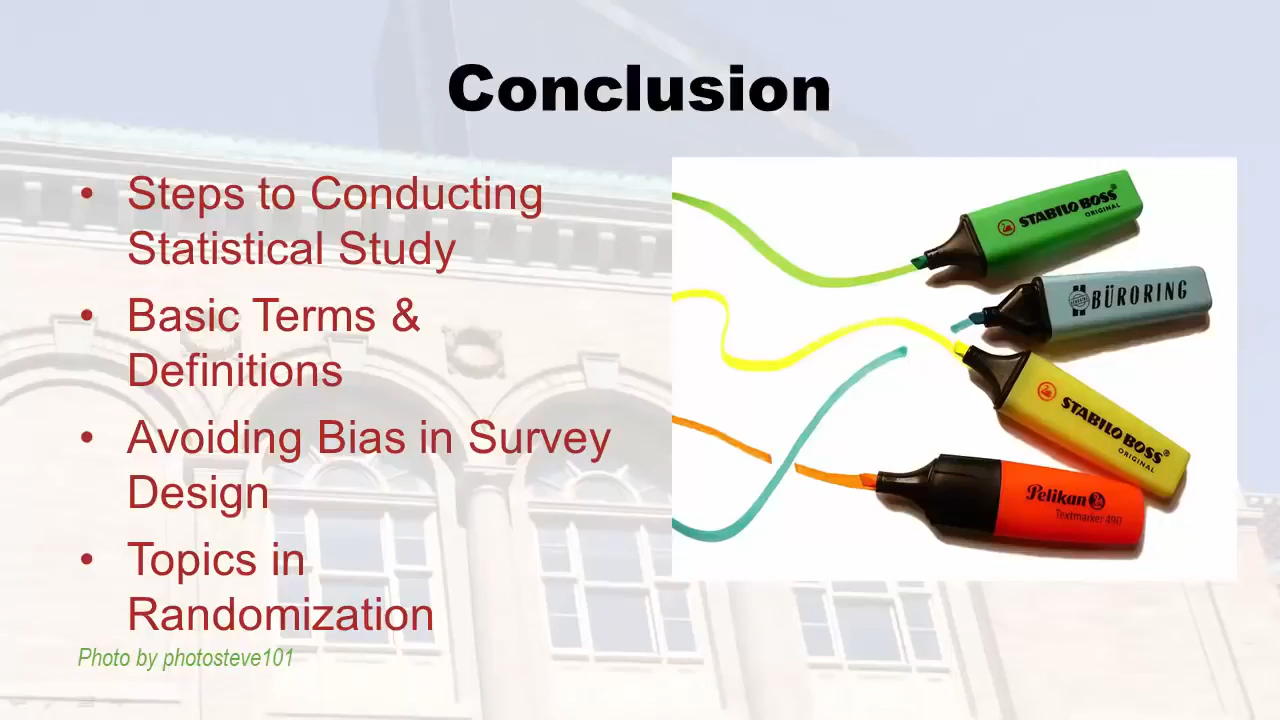 Conclusion
• Steps to Conducting
Statistical Study
• Basic Terms &
Definitions
• Avoiding Bias in Survey
Design
• Topics in
Randomization
Photo by photosteve101
STABILO BOSS®
ORIGINAL
BÜRORING
STABILO BOSS®
ORIGINAL
Pelikan
Textmarker 490